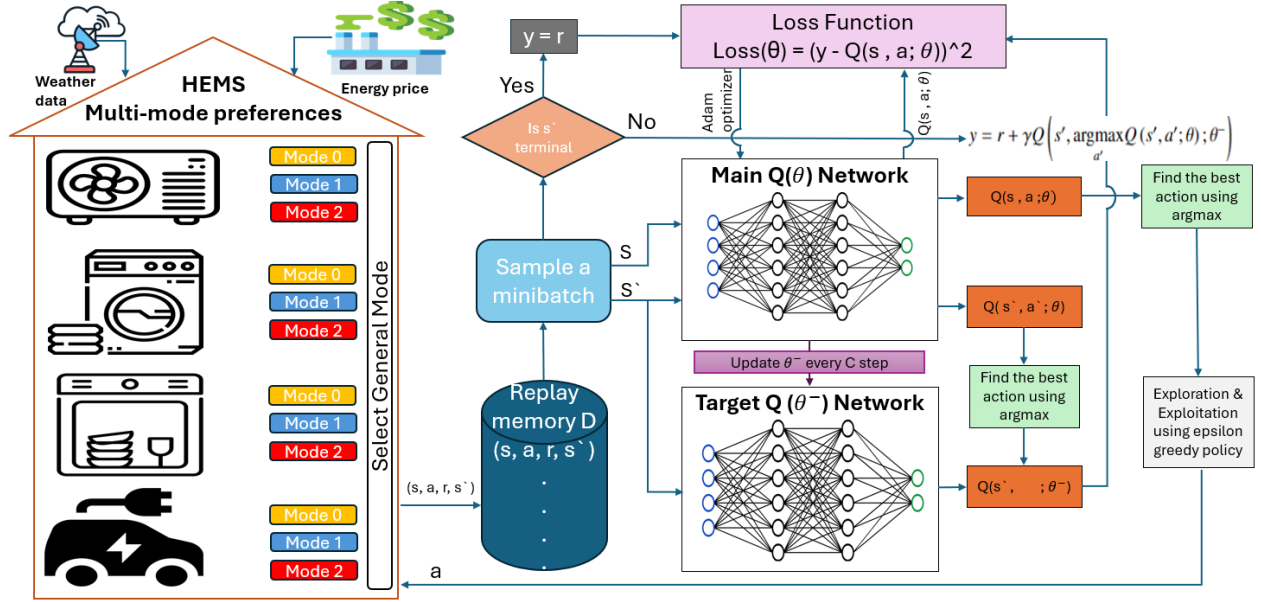 Weather
data
Energy price
HEMS
Multi-mode preferences
Mode 0
Mode 1
Mode 2
Mode 0
Mode 1
Mode 2
Mode 0
Mode 1
Mode 2
Mode 0
Mode 1
Mode 2
Select General Mode
(s, a, r, s`)
Replay
memory D
(s, a, r, s`)
.
.
.
.
Sample a
minibatch
S
S`
Is s`
terminal
Yes
No
y = r
Loss Function
Loss(θ) = (y - Q(s , a; θ))^2
Adam
optimizer
Q(s , a; θ)
y = r + γQ(s′, argmax Q(s′, a′; θ); θ⁻)
a′
Main Q(θ) Network
Update θ⁻ every C step
Target Q (θ⁻) Network
Q(s , a ;θ)
Q( s`, a`; θ)
Find the best
action using
argmax
Q(s`, ; θ⁻)
Find the best
action using
argmax
Exploration &
Exploitation
using epsilon
greedy policy
a